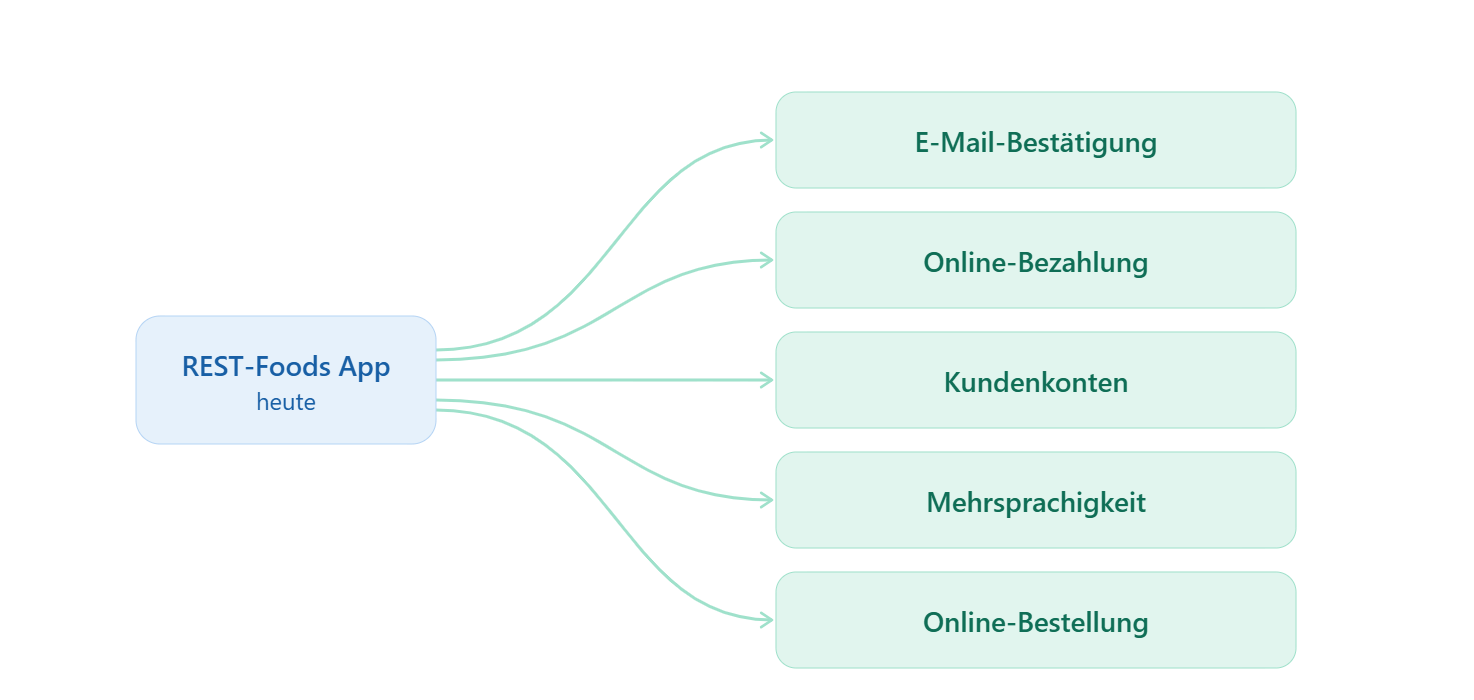 REST-Foods App
heute
E-Mail-Bestätigung
Online-Bezahlung
Kundenkonten
Mehrsprachigkeit
Online-Bestellung